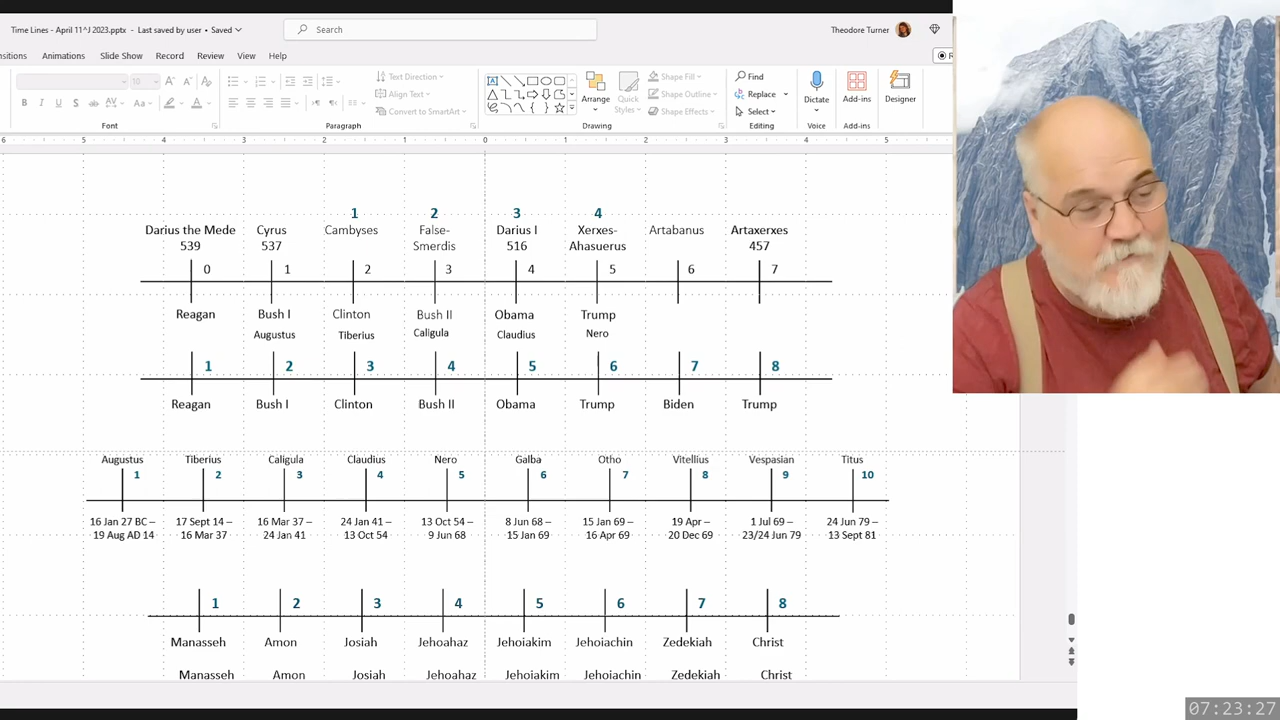 Time Lines - April 11^J 2023.pptx • Last saved by user • Saved
Search
Theodore Turner
Animations Slide Show Record Review View Help
10
Text Direction
Align Text
Convert to SmartArt
Arrange
Quick Styles
Shape Fill
Shape Outline
Shape Effects
Find
Replace
Select
Dictate
Add-ins
Designer
Font Paragraph Drawing Editing Voice Add-ins
6 5 4 3 2 1 0 1 2 3 4 5
1 2 3 4
Darius the Mede Cyrus Cambyses False- Darius I Xerxes- Artabanus Artaxerxes
539 537 Smerdis 516 Ahasuerus 457
0 1 2 3 4 5 6 7
Reagan Bush I Clinton Bush II Obama Trump
Augustus Tiberius Caligula Claudius Nero
1 2 3 4 5 6 7 8
Reagan Bush I Clinton Bush II Obama Trump Biden Trump
Augustus Tiberius Caligula Claudius Nero Galba Otho Vitellius Vespasian Titus
1 2 3 4 5 6 7 8 9 10
16 Jan 27 BC – 17 Sept 14 – 16 Mar 37 – 24 Jan 41 – 13 Oct 54 – 8 Jun 68 – 15 Jan 69 – 19 Apr – 1 Jul 69 – 24 Jun 79 –
19 Aug AD 14 16 Mar 37 24 Jan 41 13 Oct 54 9 Jun 68 15 Jan 69 16 Apr 69 20 Dec 69 23/24 Jun 79 13 Sept 81
1 2 3 4 5 6 7 8
Manasseh Amon Josiah Jehoahaz Jehoiakim Jehoiachin Zedekiah Christ
Manasseh Amon Josiah Jehoahaz Jehoiakim Jehoiachin Zedekiah Christ
07:23:27